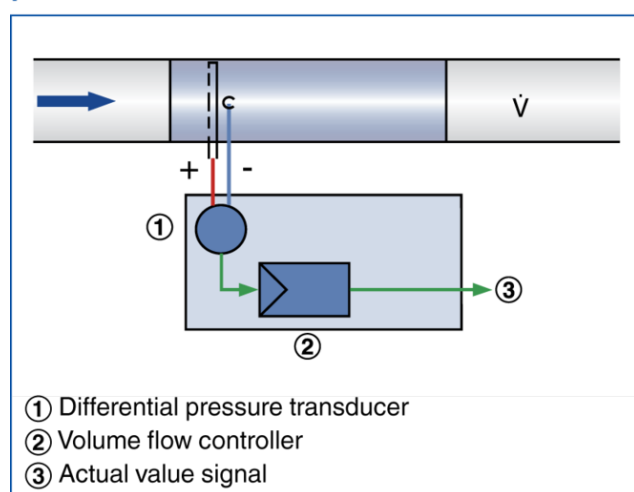 V̇
+ -
①
③
②
① Differential pressure transducer
② Volume flow controller
③ Actual value signal